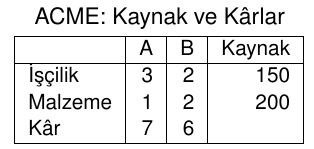 ACME: Kaynak ve Kârlar
A B Kaynak
İşçilik 3 2 150
Malzeme 1 2 200
Kâr 7 6